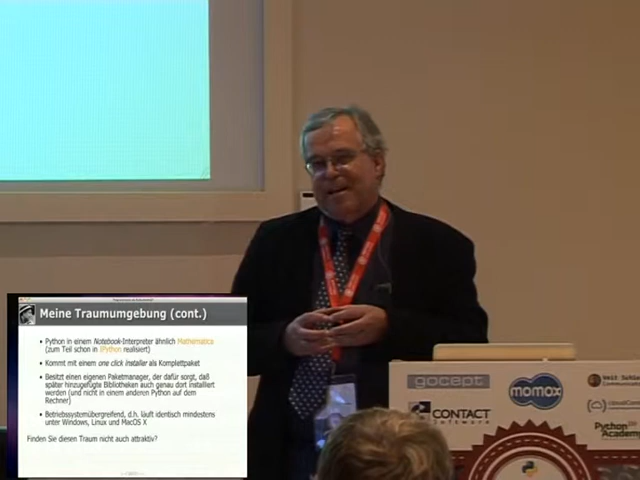 Meine Traumumgebung (cont.)
• Python in einem Notebook-Interpreter ähnlich Mathematica
(zum Teil schon in IPython realisiert)
• Kommt mit einem one click installer als Komplettpaket
• Besitzt einen eigenen Paketmanager, der dafür sorgt, daß
später hinzugefügte Bibliotheken auch genau dort installiert
werden (und nicht in einem anderen Python auf dem
Rechner)
• Betriebssystemübergreifend, d.h. läuft identisch mindestens
unter Windows, Linux und MacOS X
Finden Sie diesen Traum nicht auch attraktiv?
gocept
momox
CONTACT
Software
Python
Academy